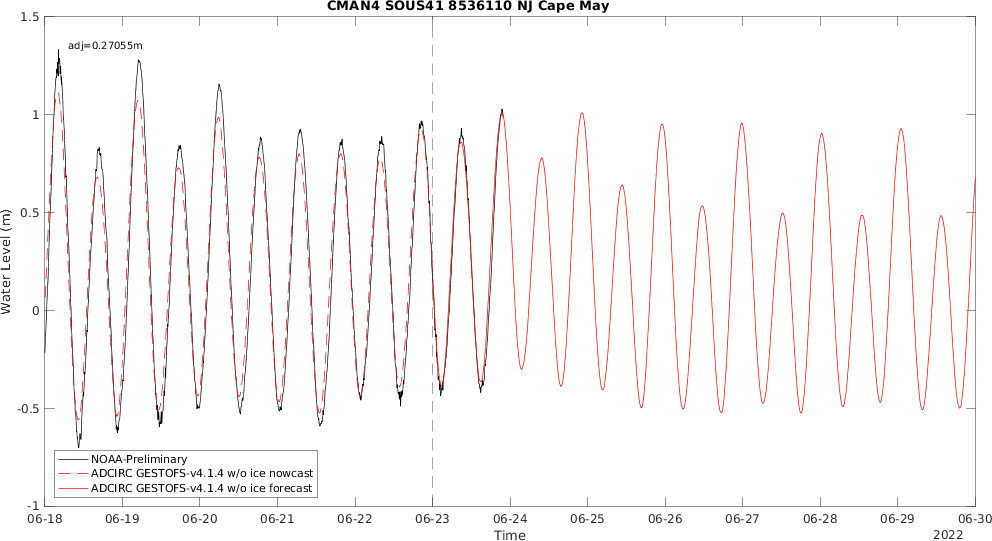 CMAN4 SOUS41 8536110 NJ Cape May
adj=0.27055m
1.5
1
0.5
0
-0.5
-1
Water Level (m)
NOAA-Preliminary
ADCIRC GESTOFS-v4.1.4 w/o ice nowcast
ADCIRC GESTOFS-v4.1.4 w/o ice forecast
06-18 06-19 06-20 06-21 06-22 06-23 06-24 06-25 06-26 06-27 06-28 06-29 06-30
Time
2022